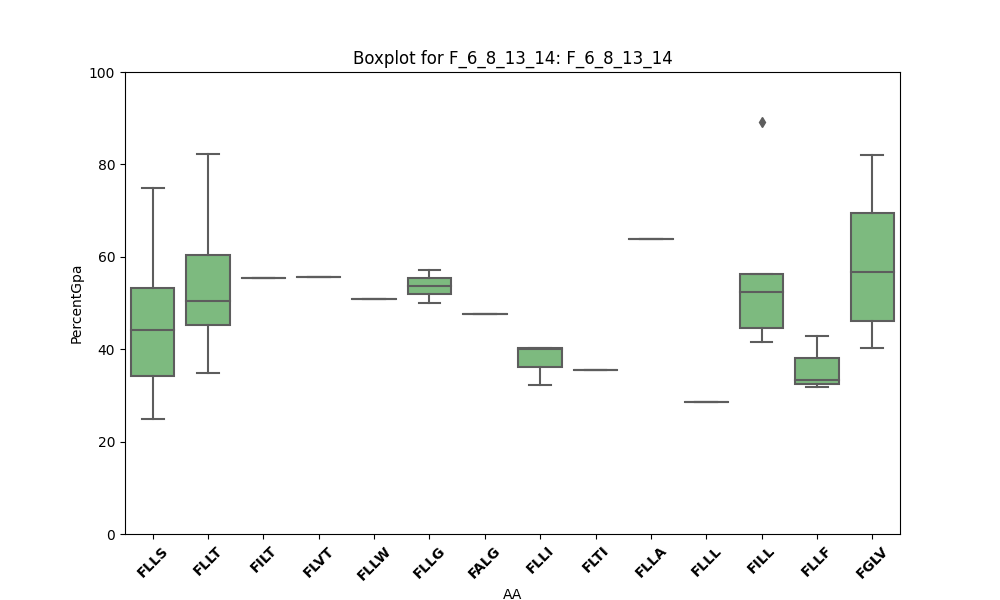 Boxplot for F_6_8_13_14: F_6_8_13_14
PercentGpa
100
80
60
40
20
0
FLLS FLLT FILT FLVT FLLW FLLG FALG FLLI FLTI FLLA FLLL FILL FLLF FGLV
AA